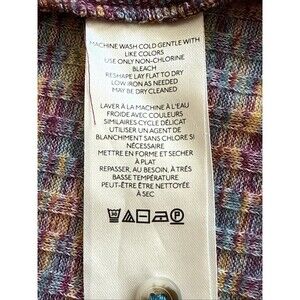 MACHINE WASH COLD GENTLE WITH
LIKE COLORS
USE ONLY NON-CHLORINE
BLEACH
RESHAPE LAY FLAT TO DRY
LOW IRON AS NEEDED
MAY BE DRY CLEANED
LAVER À LA MACHINE À L'EAU
FROIDE AVEC COULEURS
SIMILAIRES CYCLE DÉLICAT
UTILISER UN AGENT DE
BLANCHIMENT SANS CHLORE SI
NÉCESSAIRE
METTRE EN FORME ET SECHER
À PLAT
REPASSER, AU BESOIN, À TRÈS
BASSE TEMPÉRATURE
PEUT-ÊTRE ÊTRE NETTOYÉE
À SEC